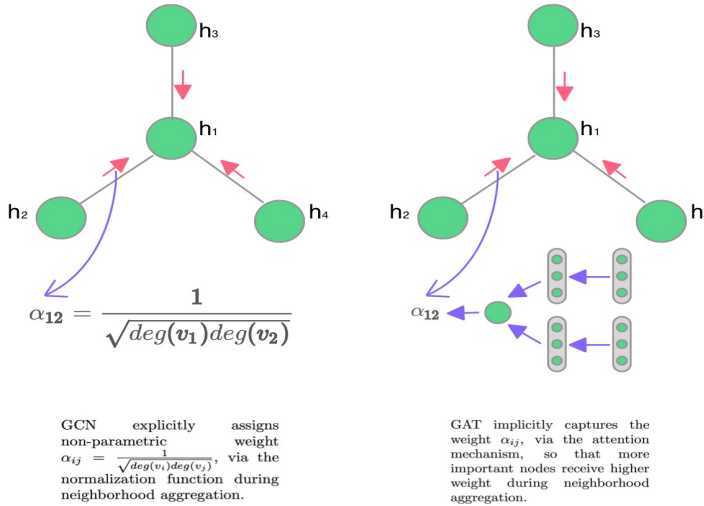 h₃
h₁
h₂
h₄
α₁₂ = 1 / √deg(v₁)deg(v₂)
GCN explicitly assigns
non-parametric weight
αᵢⱼ = 1 / √deg(vᵢ)deg(vⱼ), via the
normalization function during
neighborhood aggregation.
h₃
h₁
h₂
h
α₁₂
GAT implicitly captures the
weight αᵢⱼ, via the attention
mechanism, so that more
important nodes receive higher
weight during neighborhood
aggregation.